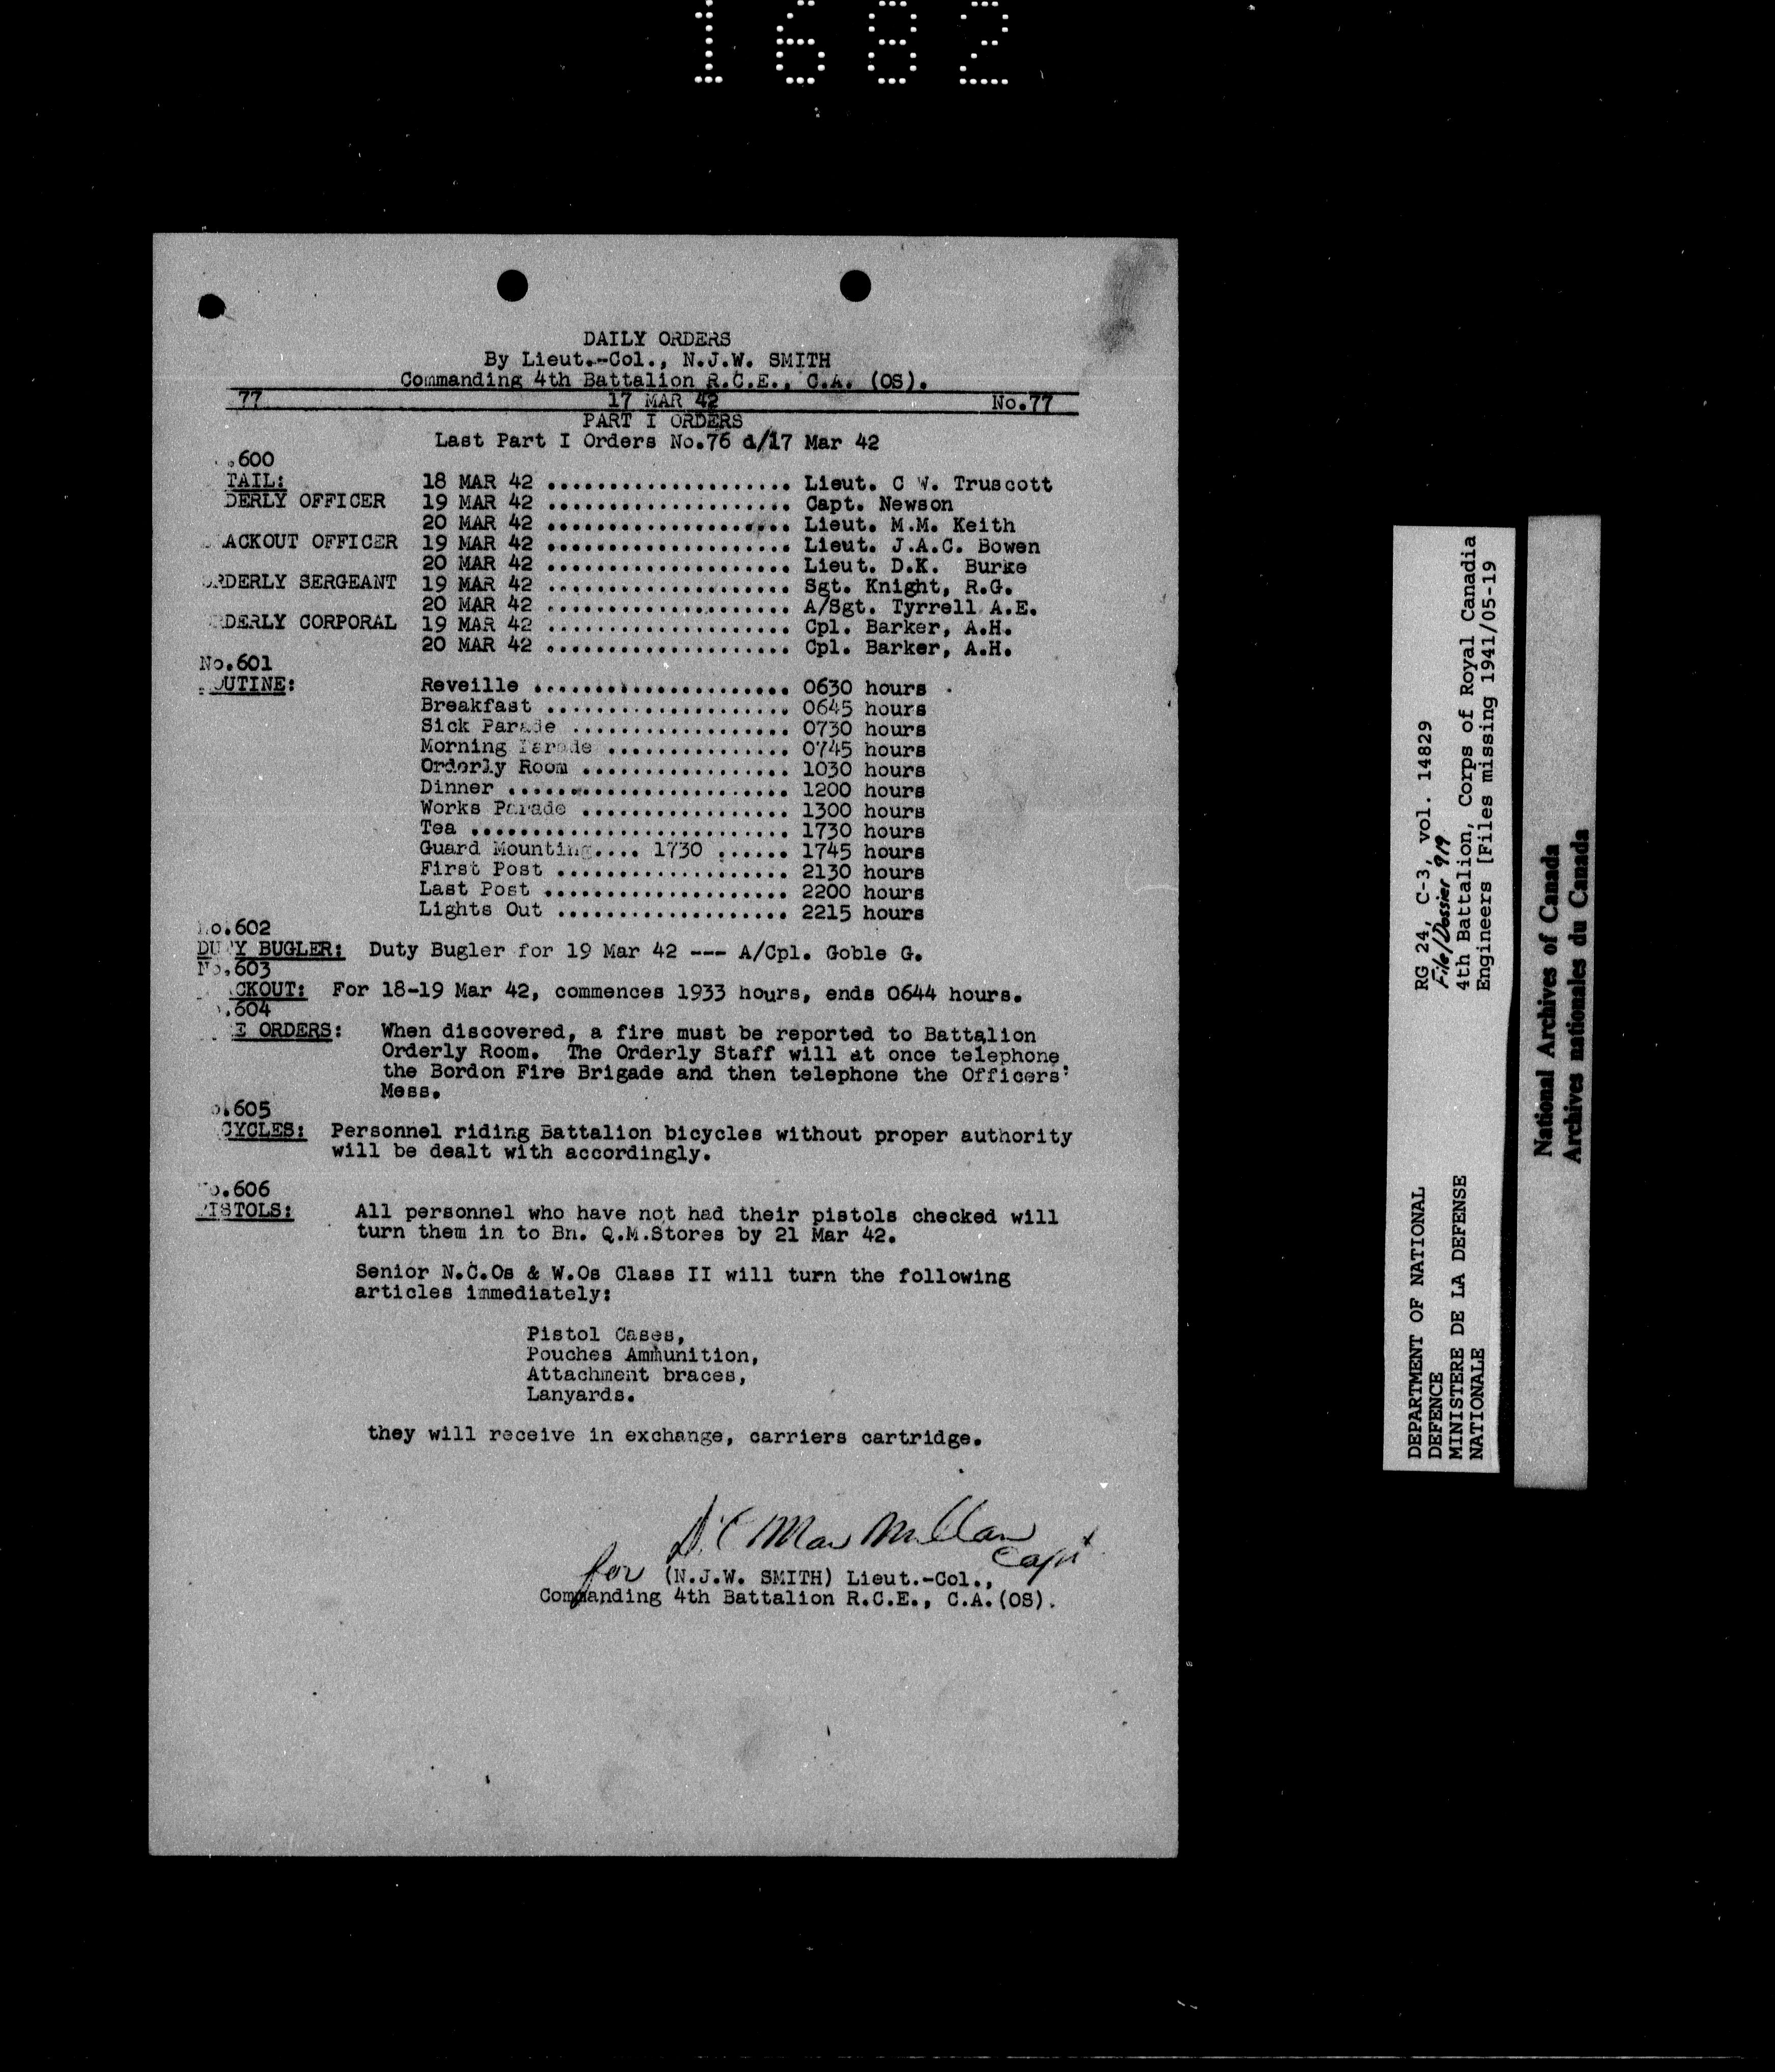 1682
DAILY ORDERS
By Lieut.-Col., N.J.W. SMITH
Commanding 4th Battalion R.C.E., C.A. (OS).
77 17 MAR 42 No.77
PART I ORDERS
Last Part I Orders No.76 d/17 Mar 42
.600
TAIL: 18 MAR 42 .................... Lieut. C W. Truscott
DERLY OFFICER 19 MAR 42 .................... Capt. Newson
20 MAR 42 .................... Lieut. M.M. Keith
ACKOUT OFFICER 19 MAR 42 .................... Lieut. J.A.C. Bowen
20 MAR 42 .................... Lieut. D.K. Burke
ORDERLY SERGEANT 19 MAR 42 .................... Sgt. Knight, R.G.
20 MAR 42 .................... A/Sgt. Tyrrell A.E.
DERLY CORPORAL 19 MAR 42 .................... Cpl. Barker, A.H.
20 MAR 42 .................... Cpl. Barker, A.H.
No.601
OUTINE: Reveille ..................... 0630 hours
Breakfast .................... 0645 hours
Sick Parade .................. 0730 hours
Morning Parade ............... 0745 hours
Orderly Room ................. 1030 hours
Dinner ....................... 1200 hours
Works Parade ................. 1300 hours
Tea .......................... 1730 hours
Guard Mounting.... 1730 ...... 1745 hours
First Post ................... 2130 hours
Last Post .................... 2200 hours
Lights Out ................... 2215 hours
No.602
DUTY BUGLER: Duty Bugler for 19 Mar 42 --- A/Cpl. Goble G.
No.603
CKOUT: For 18-19 Mar 42, commences 1933 hours, ends 0644 hours.
.604
E ORDERS: When discovered, a fire must be reported to Battalion
Orderly Room. The Orderly Staff will at once telephone
the Bordon Fire Brigade and then telephone the Officers'
Mess.
o.605
CYCLES: Personnel riding Battalion bicycles without proper authority
will be dealt with accordingly.
No.606
PISTOLS: All personnel who have not had their pistols checked will
turn them in to Bn. Q.M.Stores by 21 Mar 42.
Senior N.C.Os & W.Os Class II will turn the following
articles immediately:
Pistol Cases,
Pouches Ammunition,
Attachment braces,
Lanyards.
they will receive in exchange, carriers cartridge.
D.C MacMillan
Capt
for (N.J.W. SMITH) Lieut.-Col.,
Commanding 4th Battalion R.C.E., C.A.(OS).
DEPARTMENT OF NATIONAL
DEFENCE
MINISTERE DE LA DEFENSE
NATIONALE
RG 24, C-3, vol. 14829
File/Dossier 919
4th Battalion, Corps of Royal Canadia
Engineers [Files missing 1941/05-19
National Archives of Canada
Archives nationales du Canada